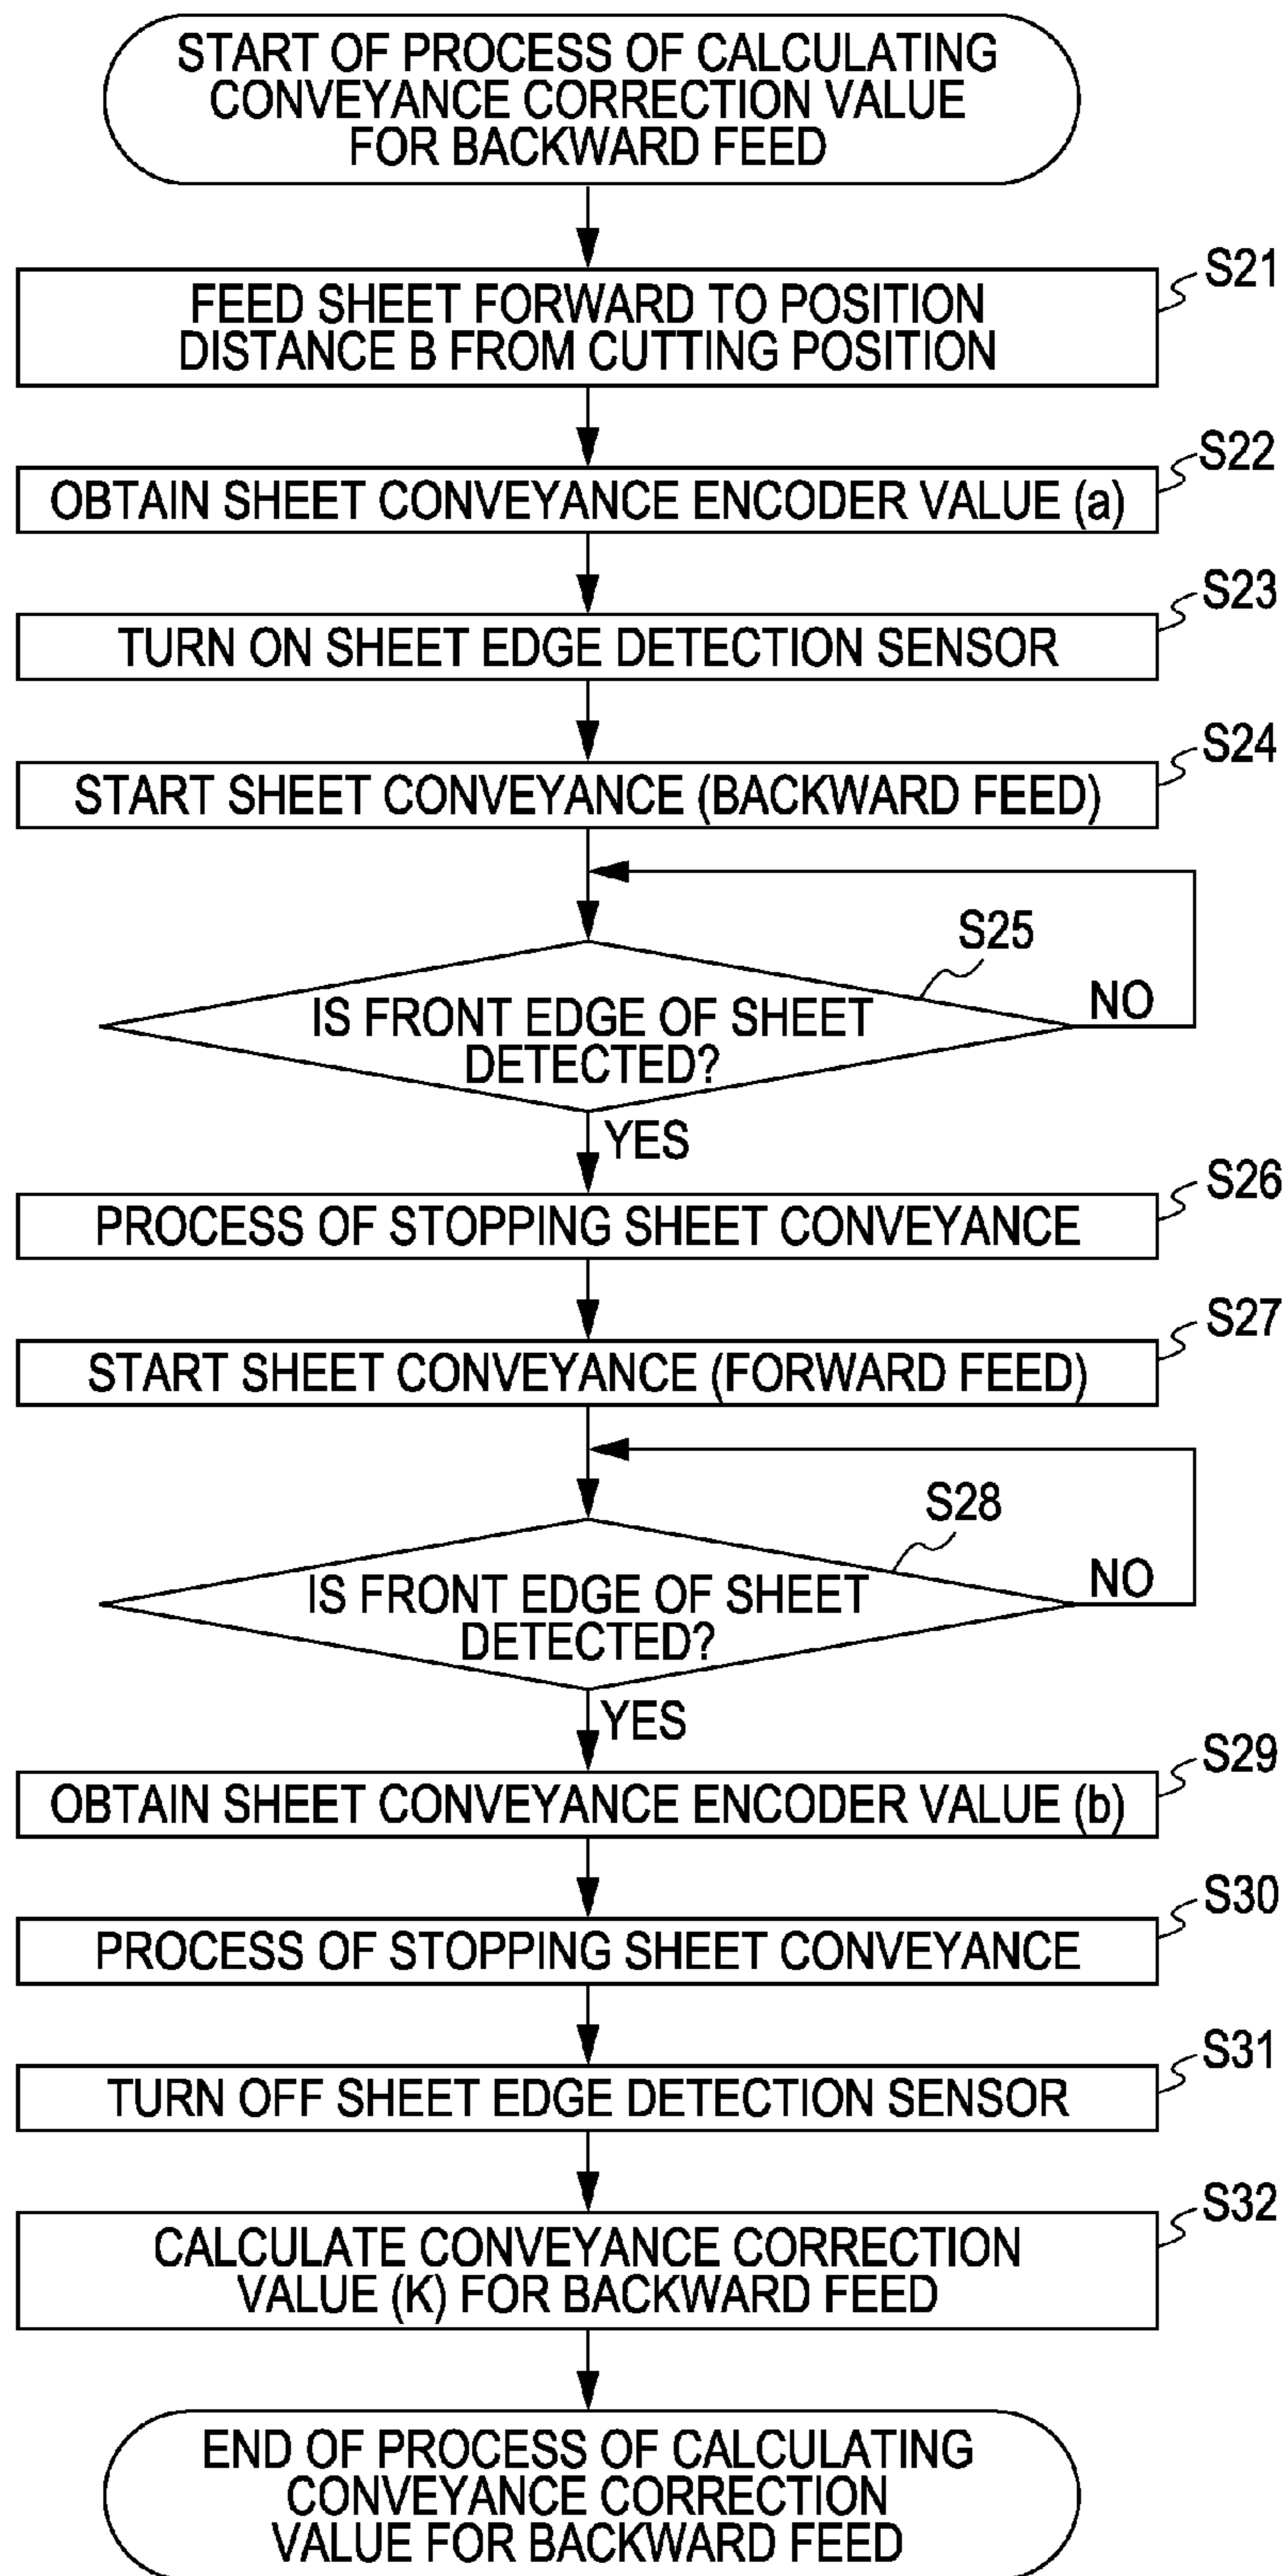 START OF PROCESS OF CALCULATING
CONVEYANCE CORRECTION VALUE
FOR BACKWARD FEED
S21
FEED SHEET FORWARD TO POSITION
DISTANCE B FROM CUTTING POSITION
S22
OBTAIN SHEET CONVEYANCE ENCODER VALUE (a)
S23
TURN ON SHEET EDGE DETECTION SENSOR
S24
START SHEET CONVEYANCE (BACKWARD FEED)
S25
IS FRONT EDGE OF SHEET
DETECTED?
NO
YES
S26
PROCESS OF STOPPING SHEET CONVEYANCE
S27
START SHEET CONVEYANCE (FORWARD FEED)
S28
IS FRONT EDGE OF SHEET
DETECTED?
NO
YES
S29
OBTAIN SHEET CONVEYANCE ENCODER VALUE (b)
S30
PROCESS OF STOPPING SHEET CONVEYANCE
S31
TURN OFF SHEET EDGE DETECTION SENSOR
S32
CALCULATE CONVEYANCE CORRECTION
VALUE (K) FOR BACKWARD FEED
END OF PROCESS OF CALCULATING
CONVEYANCE CORRECTION
VALUE FOR BACKWARD FEED